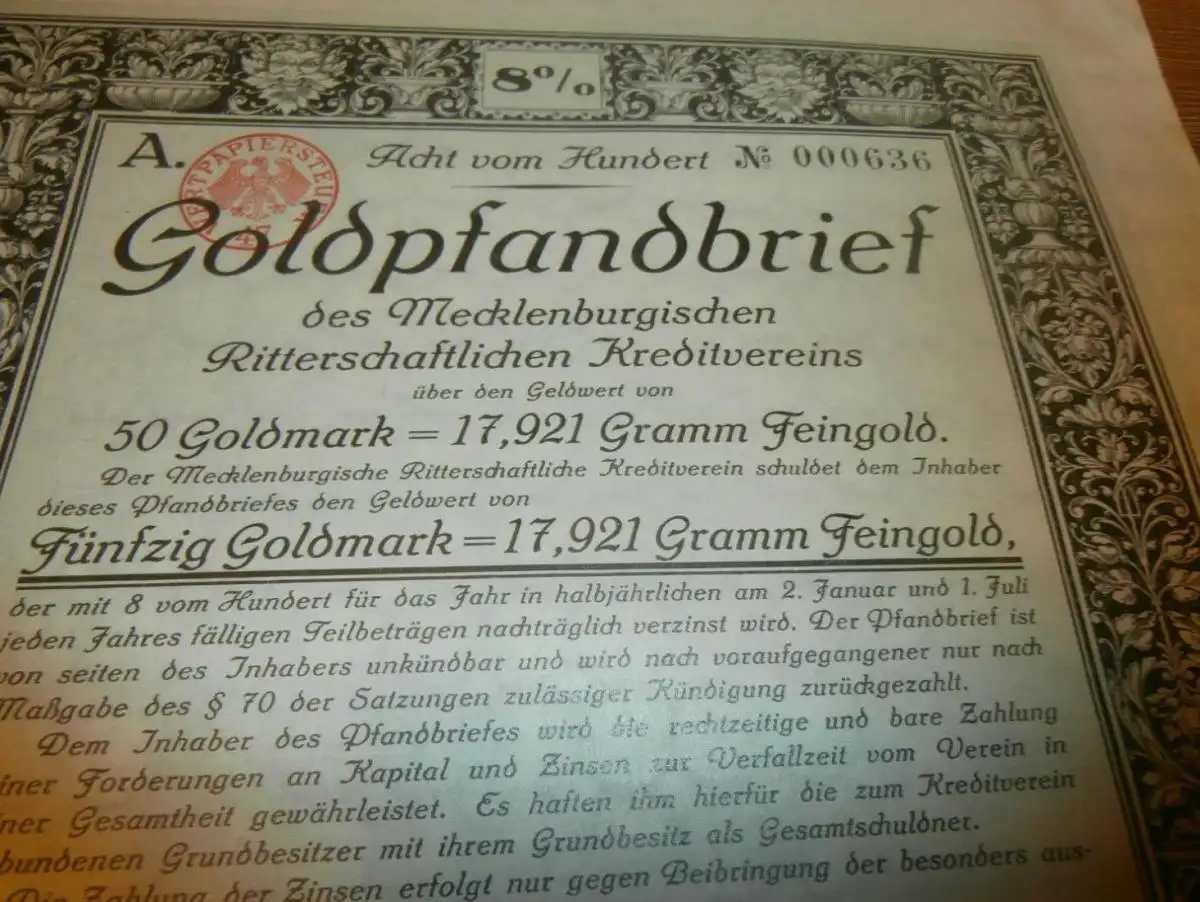 8%
A. Acht vom Hundert № 000636
WERTPAPIERSTEUER
Goldpfandbrief
des Mecklenburgischen
Ritterschaftlichen Kreditvereins
über den Geldwert von
50 Goldmark = 17,921 Gramm Feingold.
Der Mecklenburgische Ritterschaftliche Kreditverein schuldet dem Inhaber
dieses Pfandbriefes den Geldwert von
Fünfzig Goldmark = 17,921 Gramm Feingold,
der mit 8 vom Hundert für das Jahr in halbjährlichen am 2. Januar und 1. Juli
jeden Jahres fälligen Teilbeträgen nachträglich verzinst wird. Der Pfandbrief ist
von seiten des Inhabers unkündbar und wird nach voraufgegangener nur nach
Maßgabe des § 70 der Satzungen zulässiger Kündigung zurückgezahlt.
Dem Inhaber des Pfandbriefes wird die rechtzeitige und bare Zahlung
iner Forderungen an Kapital und Zinsen zur Verfallzeit vom Verein in
ner Gesamtheit gewährleistet. Es haften ihm hierfür die zum Kreditverein
bundenen Grundbesitzer mit ihrem Grundbesitz als Gesamtschuldner.
Die Zahlung der Zinsen erfolgt nur gegen Beibringung der besonders aus-